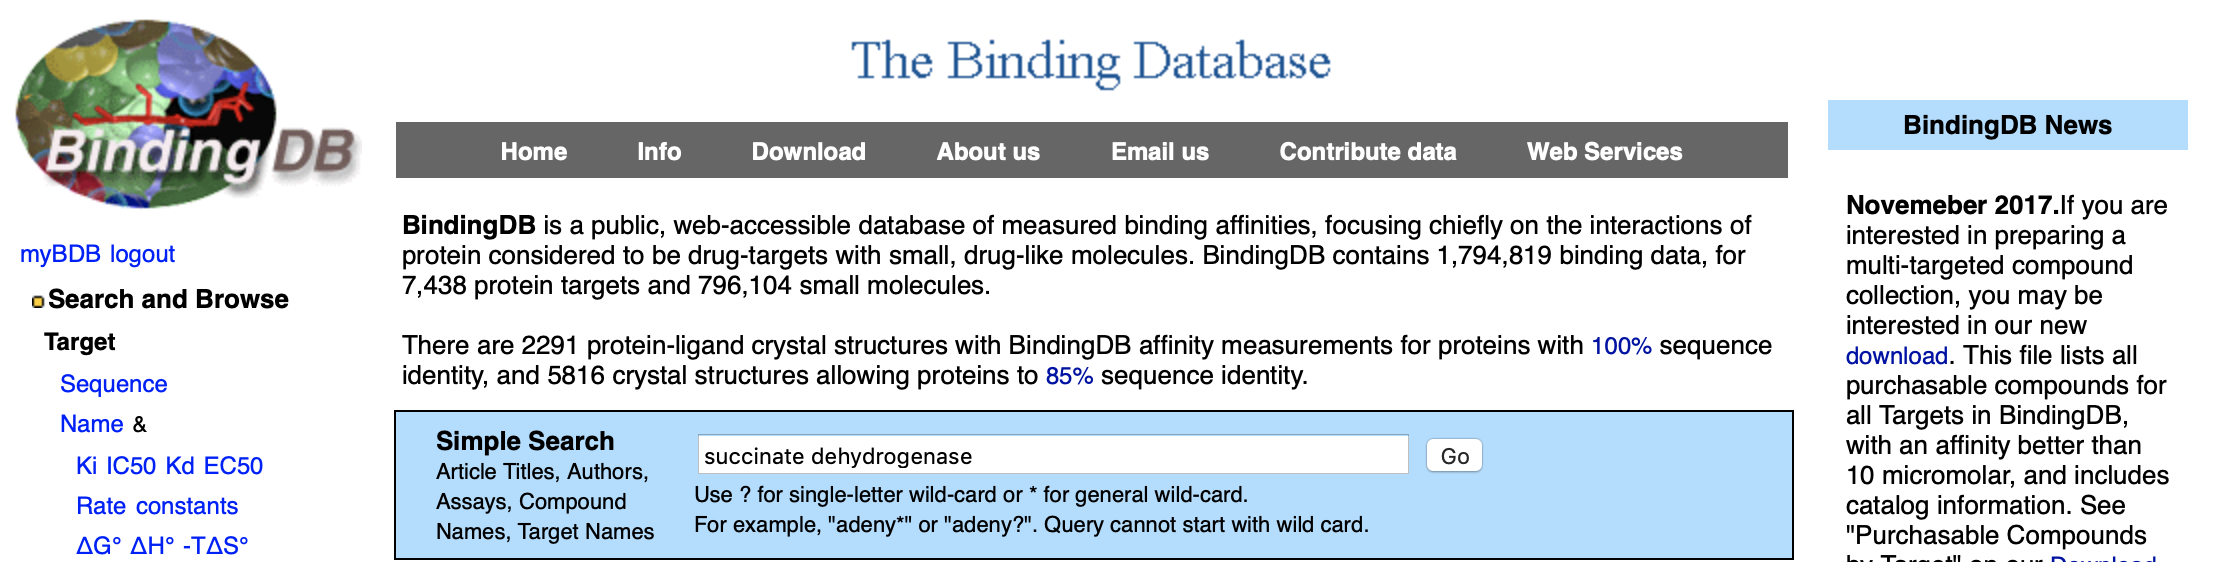 The Binding Database
Binding DB
Home Info Download About us Email us Contribute data Web Services
myBDB logout
Search and Browse
Target
Sequence
Name &
Ki IC50 Kd EC50
Rate constants
ΔG° ΔH° -TΔS°
BindingDB is a public, web-accessible database of measured binding affinities, focusing chiefly on the interactions of
protein considered to be drug-targets with small, drug-like molecules. BindingDB contains 1,794,819 binding data, for
7,438 protein targets and 796,104 small molecules.
There are 2291 protein-ligand crystal structures with BindingDB affinity measurements for proteins with 100% sequence
identity, and 5816 crystal structures allowing proteins to 85% sequence identity.
Simple Search
Article Titles, Authors,
Assays, Compound
Names, Target Names
succinate dehydrogenase
Go
Use ? for single-letter wild-card or * for general wild-card.
For example, "adeny*" or "adeny?". Query cannot start with wild card.
BindingDB News
Novemeber 2017.If you are
interested in preparing a
multi-targeted compound
collection, you may be
interested in our new
download. This file lists all
purchasable compounds for
all Targets in BindingDB,
with an affinity better than
10 micromolar, and includes
catalog information. See
"Purchasable Compounds
by Target" on our Download